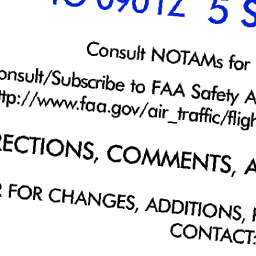 5 S
Consult NOTAMs for
onsult/Subscribe to FAA Safety A
ttp://www.faa.gov/air_traffic/fligh
RECTIONS, COMMENTS, A
R FOR CHANGES, ADDITIONS, R
CONTACT: